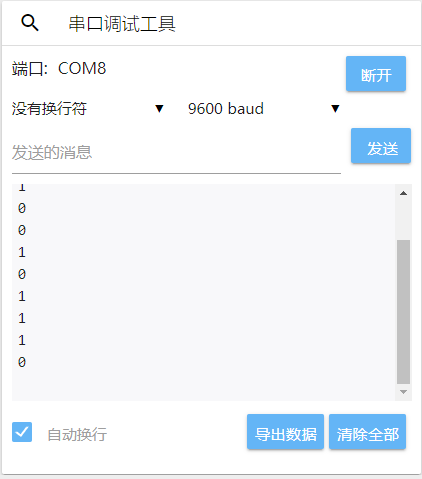 串口调试工具
端口: COM8
断开
没有换行符 9600 baud
发送的消息
发送
1
0
0
1
0
1
1
1
0
自动换行
导出数据 清除全部